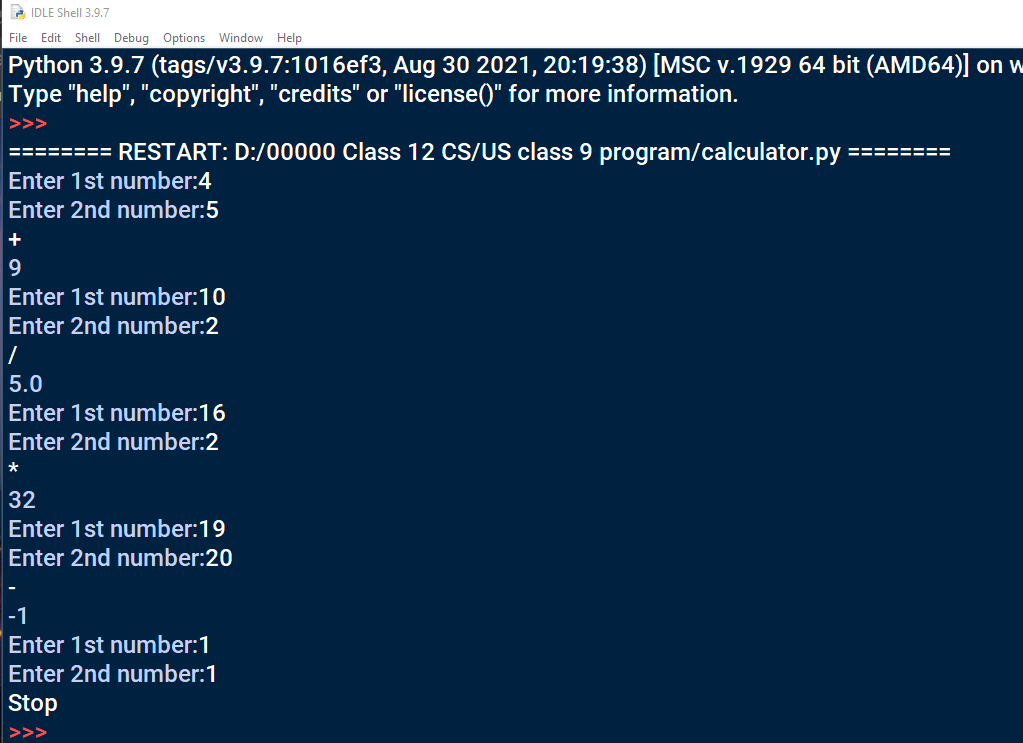 IDLE Shell 3.9.7
File Edit Shell Debug Options Window Help
Python 3.9.7 (tags/v3.9.7:1016ef3, Aug 30 2021, 20:19:38) [MSC v.1929 64 bit (AMD64)] on w
Type "help", "copyright", "credits" or "license()" for more information.
>>>
======== RESTART: D:/00000 Class 12 CS/US class 9 program/calculator.py ========
Enter 1st number:4
Enter 2nd number:5
+
9
Enter 1st number:10
Enter 2nd number:2
/
5.0
Enter 1st number:16
Enter 2nd number:2
*
32
Enter 1st number:19
Enter 2nd number:20
-
-1
Enter 1st number:1
Enter 2nd number:1
Stop
>>>